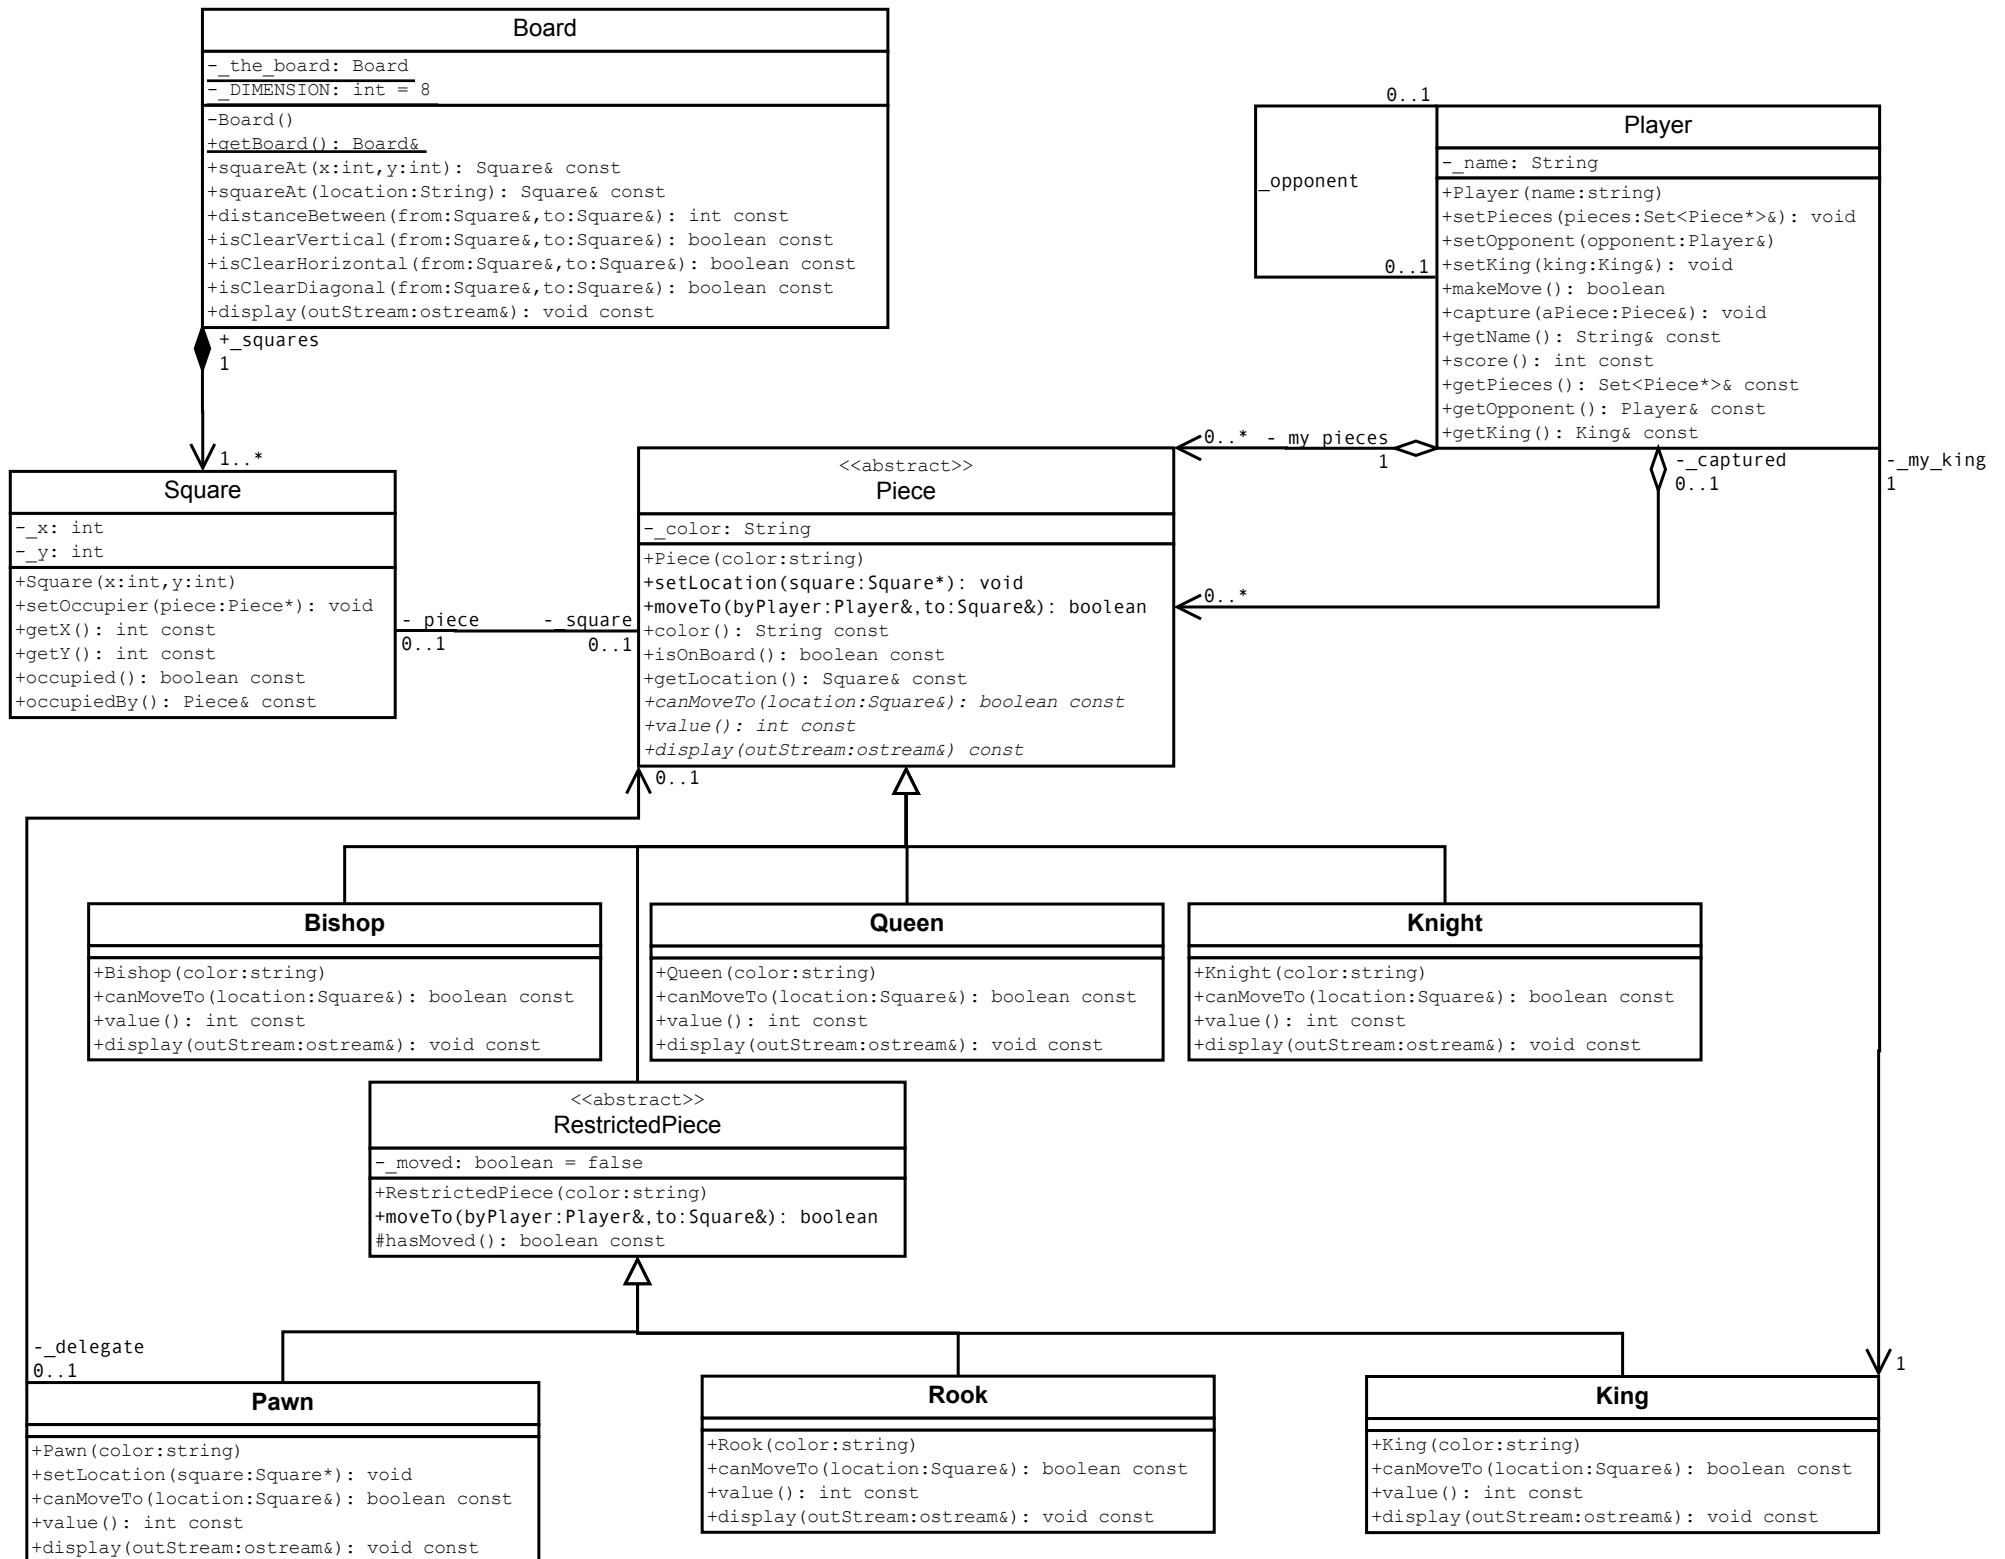 Board
-_the_board: Board
-_DIMENSION: int = 8
-Board()
+getBoard(): Board&
+squareAt(x:int,y:int): Square& const
+squareAt(location:String): Square& const
+distanceBetween(from:Square&,to:Square&): int const
+isClearVertical(from:Square&,to:Square&): boolean const
+isClearHorizontal(from:Square&,to:Square&): boolean const
+isClearDiagonal(from:Square&,to:Square&): boolean const
+display(outStream:ostream&): void const
+_squares
1
1..*
0..1
_opponent
0..1
Player
-_name: String
+Player(name:string)
+setPieces(pieces:Set<Piece*>&): void
+setOpponent(opponent:Player&)
+setKing(king:King&): void
+makeMove(): boolean
+capture(aPiece:Piece&): void
+getName(): String& const
+score(): int const
+getPieces(): Set<Piece*>& const
+getOpponent(): Player& const
+getKing(): King& const
0..* -_my_pieces
1
-_captured
0..1
-_my_king
1
Square
-_x: int
-_y: int
+Square(x:int,y:int)
+setOccupier(piece:Piece*): void
+getX(): int const
+getY(): int const
+occupied(): boolean const
+occupiedBy(): Piece& const
-_piece
0..1
-_square
0..1
<<abstract>>
Piece
-_color: String
+Piece(color:string)
+setLocation(square:Square*): void
+moveTo(byPlayer:Player&,to:Square&): boolean
+color(): String const
+isOnBoard(): boolean const
+getLocation(): Square& const
+canMoveTo(location:Square&): boolean const
+value(): int const
+display(outStream:ostream&) const
0..*
0..1
Bishop
+Bishop(color:string)
+canMoveTo(location:Square&): boolean const
+value(): int const
+display(outStream:ostream&): void const
Queen
+Queen(color:string)
+canMoveTo(location:Square&): boolean const
+value(): int const
+display(outStream:ostream&): void const
Knight
+Knight(color:string)
+canMoveTo(location:Square&): boolean const
+value(): int const
+display(outStream:ostream&): void const
<<abstract>>
RestrictedPiece
-_moved: boolean = false
+RestrictedPiece(color:string)
+moveTo(byPlayer:Player&,to:Square&): boolean
#hasMoved(): boolean const
-_delegate
0..1
1
Pawn
+Pawn(color:string)
+setLocation(square:Square*): void
+canMoveTo(location:Square&): boolean const
+value(): int const
+display(outStream:ostream&): void const
Rook
+Rook(color:string)
+canMoveTo(location:Square&): boolean const
+value(): int const
+display(outStream:ostream&): void const
King
+King(color:string)
+canMoveTo(location:Square&): boolean const
+value(): int const
+display(outStream:ostream&): void const